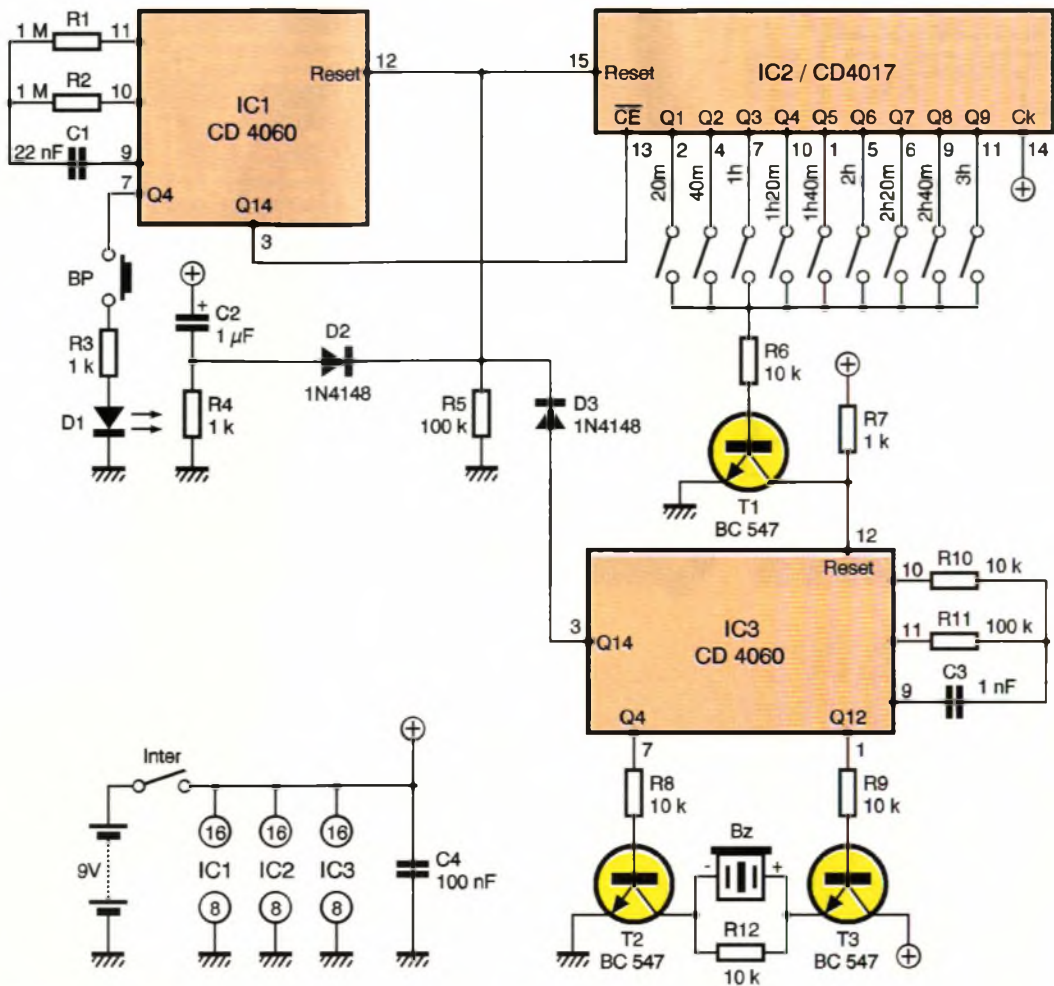 1 M R1 11
1 M R2 10
C1
22 nF 9
7
Q4
Reset 12
IC1
CD 4060
Q14
3
15 Reset
IC2 / CD4017
CE Q1 Q2 Q3 Q4 Q5 Q6 Q7 Q8 Q9 Ck
13 2 4 7 10 1 5 6 9 11 14
20m 40m 1h 1h20m 1h40m 2h 2h20m 2h40m 3h
+
BP
R3
1 k
D1
+
+
C2
1 µF
R4
1 k
D2
1N4148
R5
100 k
D3
1N4148
R6
10 k
+
R7
1 k
T1
BC 547
12
Reset
3 Q14
IC3
CD 4060
10 R10 10 k
11 R11 100 k
9 C3 1 nF
Q4 Q12
7 1
R8
10 k
R9
10 k
Bz
- +
R12
10 k
T2
BC 547
T3
BC 547
+
Inter
+
9V
16 16 16
IC1 IC2 IC3
8 8 8
C4
100 nF